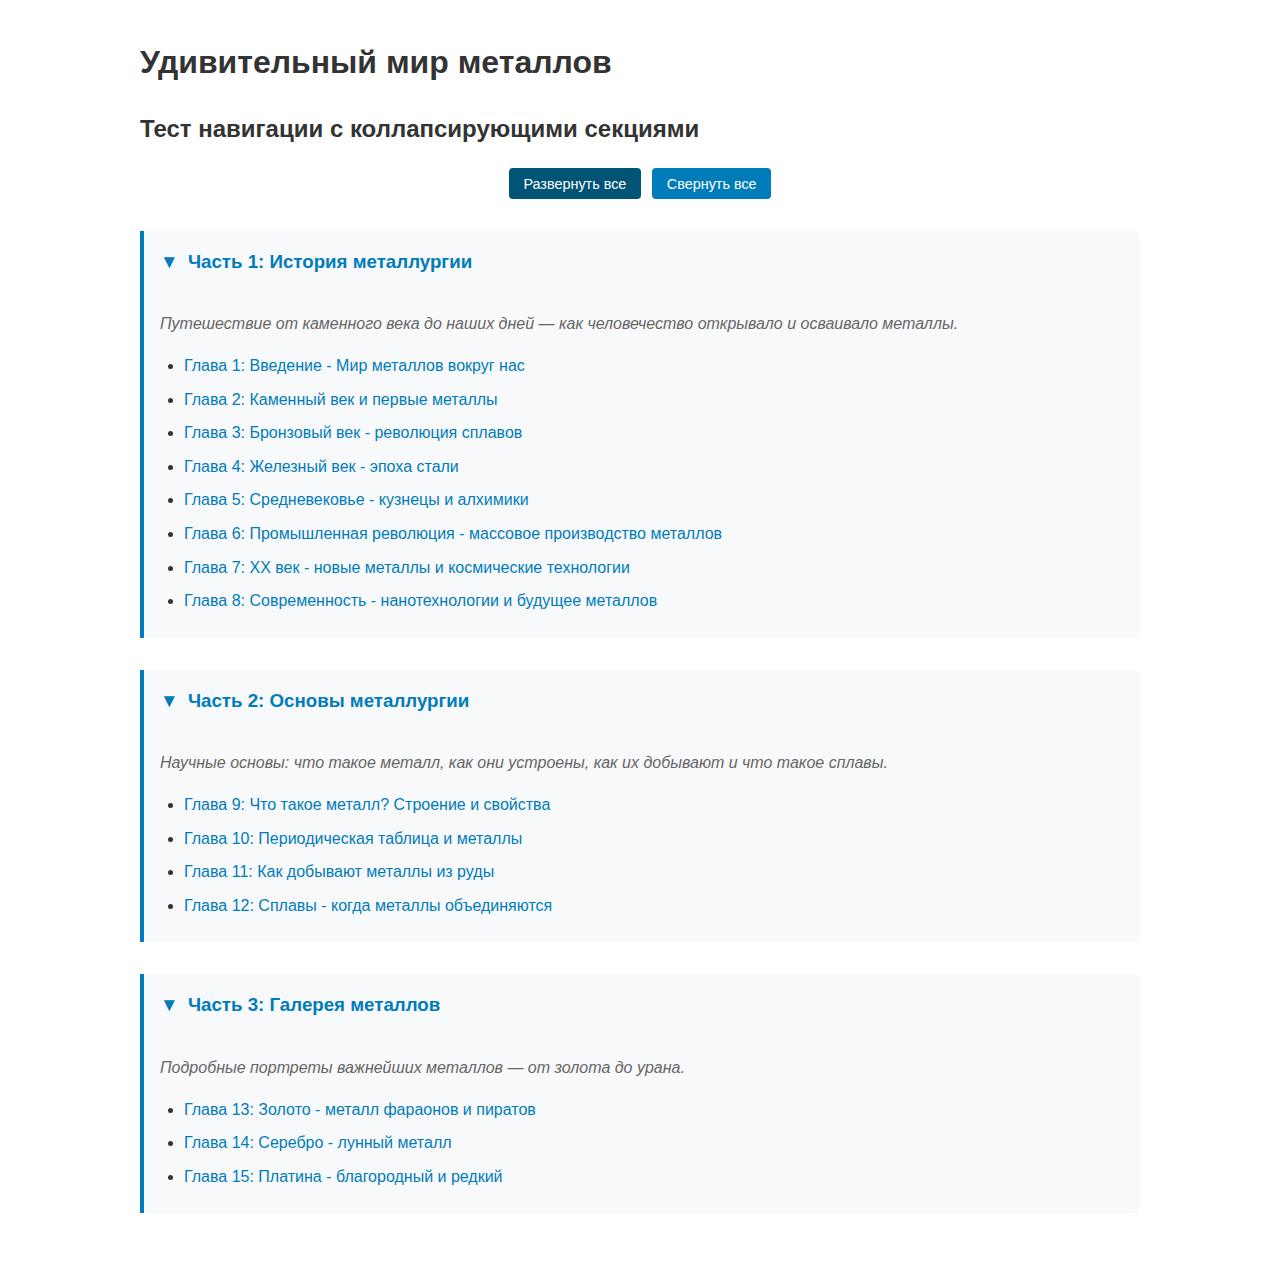 Удивительный мир металлов
Тест навигации с коллапсирующими секциями
Развернуть все Свернуть все
▼ Часть 1: История металлургии
Путешествие от каменного века до наших дней — как человечество открывало и осваивало металлы.
• Глава 1: Введение - Мир металлов вокруг нас
• Глава 2: Каменный век и первые металлы
• Глава 3: Бронзовый век - революция сплавов
• Глава 4: Железный век - эпоха стали
• Глава 5: Средневековье - кузнецы и алхимики
• Глава 6: Промышленная революция - массовое производство металлов
• Глава 7: XX век - новые металлы и космические технологии
• Глава 8: Современность - нанотехнологии и будущее металлов
▼ Часть 2: Основы металлургии
Научные основы: что такое металл, как они устроены, как их добывают и что такое сплавы.
• Глава 9: Что такое металл? Строение и свойства
• Глава 10: Периодическая таблица и металлы
• Глава 11: Как добывают металлы из руды
• Глава 12: Сплавы - когда металлы объединяются
▼ Часть 3: Галерея металлов
Подробные портреты важнейших металлов — от золота до урана.
• Глава 13: Золото - металл фараонов и пиратов
• Глава 14: Серебро - лунный металл
• Глава 15: Платина - благородный и редкий